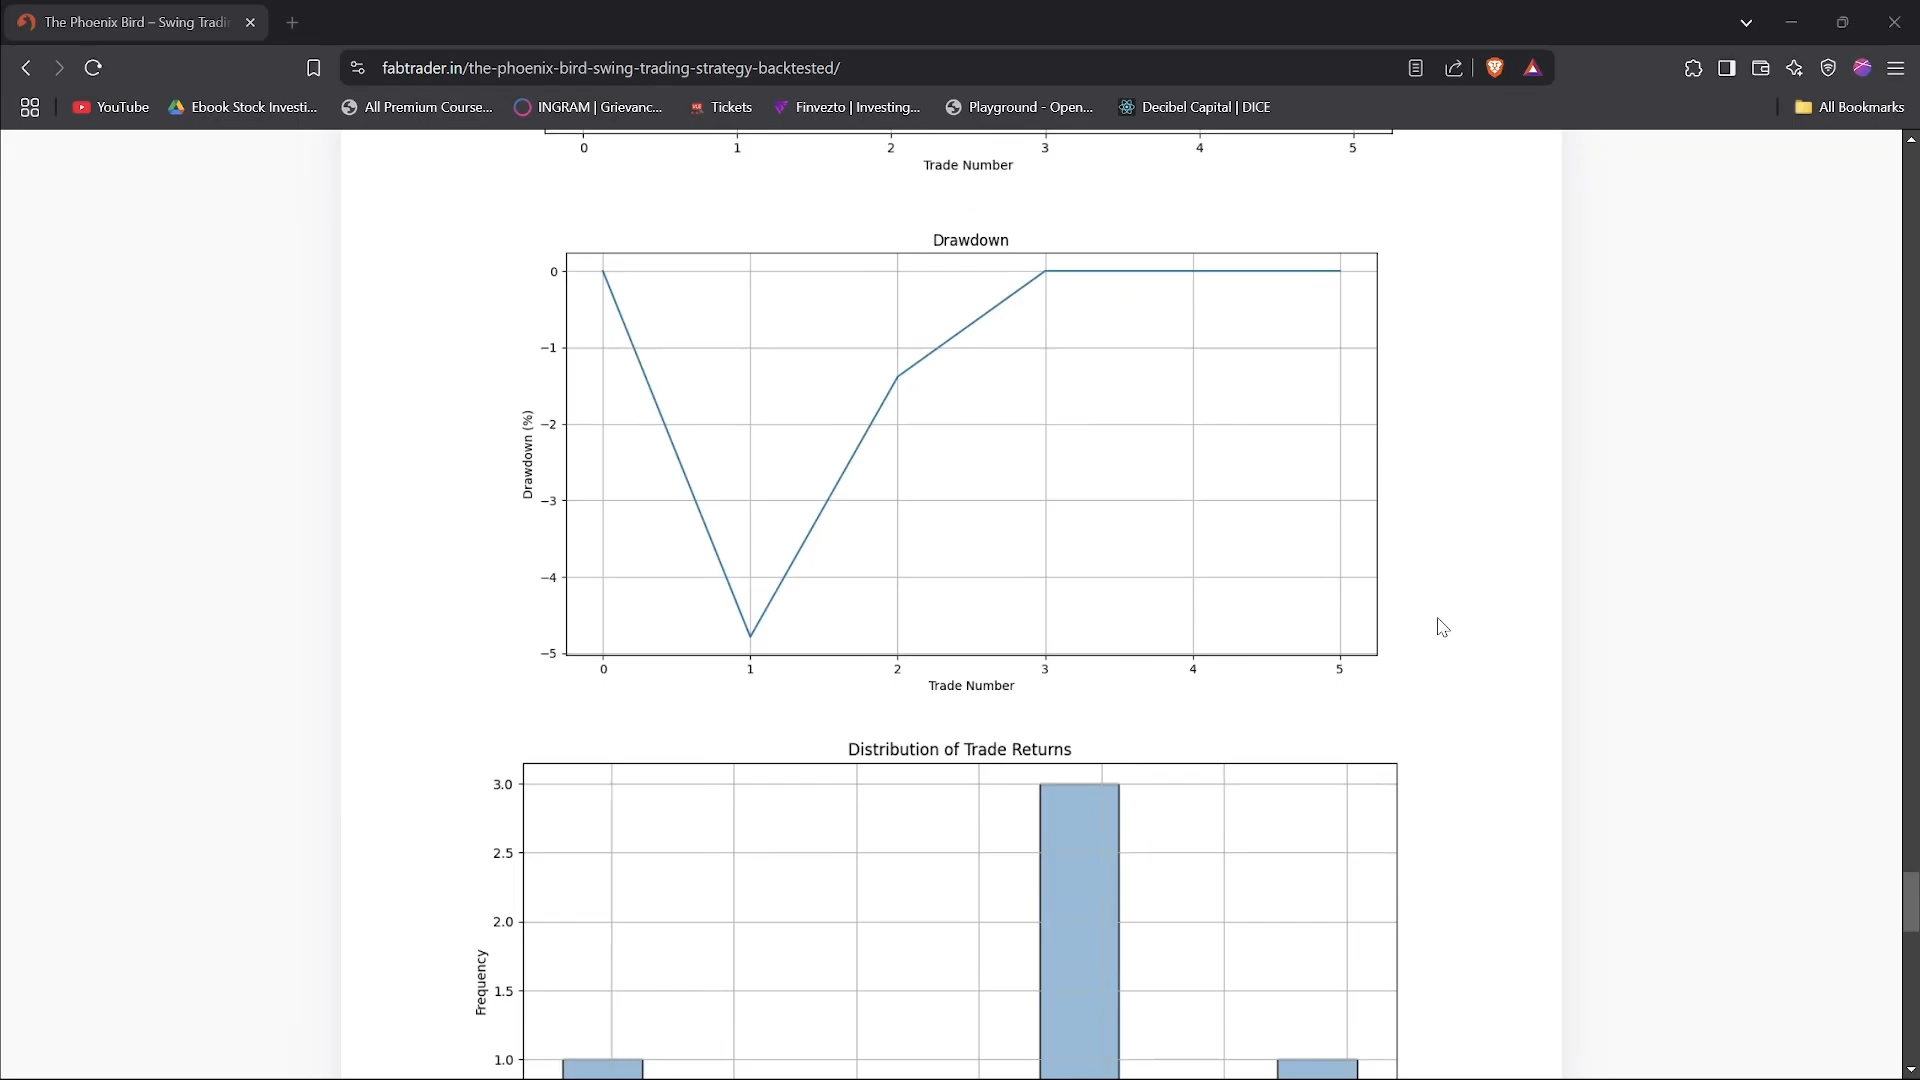 The Phoenix Bird – Swing Tradi
fabtrader.in/the-phoenix-bird-swing-trading-strategy-backtested/
YouTube
Ebook Stock Investi...
All Premium Course...
INGRAM | Grievanc...
Tickets
Finvezto | Investing...
Playground - Open...
Decibel Capital | DICE
All Bookmarks
0 1 2 3 4 5
Trade Number
Drawdown
0
−1
−2
−3
−4
−5
Drawdown (%)
0 1 2 3 4 5
Trade Number
Distribution of Trade Returns
3.0
2.5
2.0
1.5
1.0
Frequency